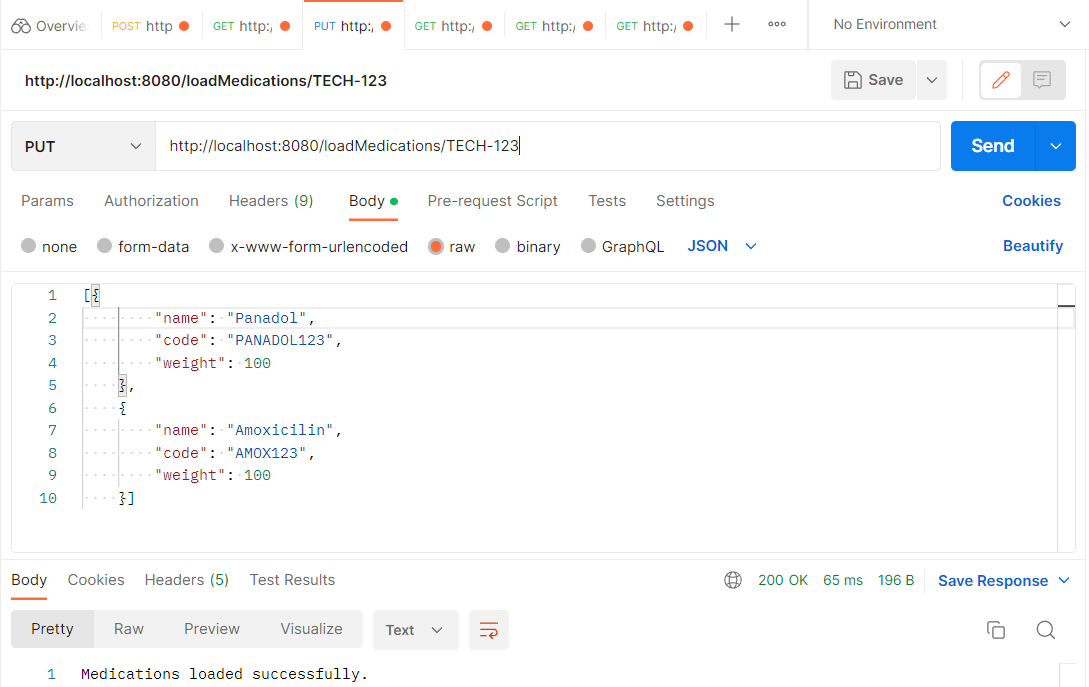 Overvie POST http GET http:/ PUT http:/ GET http:/ GET http:/ GET http:/ No Environment
http://localhost:8080/loadMedications/TECH-123 Save
PUT http://localhost:8080/loadMedications/TECH-123 Send
Params Authorization Headers (9) Body Pre-request Script Tests Settings Cookies
none form-data x-www-form-urlencoded raw binary GraphQL JSON Beautify
1 [{
2 "name": "Panadol",
3 "code": "PANADOL123",
4 "weight": 100
5 },
6 {
7 "name": "Amoxicilin",
8 "code": "AMOX123",
9 "weight": 100
10 }]
Body Cookies Headers (5) Test Results 200 OK 65 ms 196 B Save Response
Pretty Raw Preview Visualize Text
1 Medications loaded successfully.